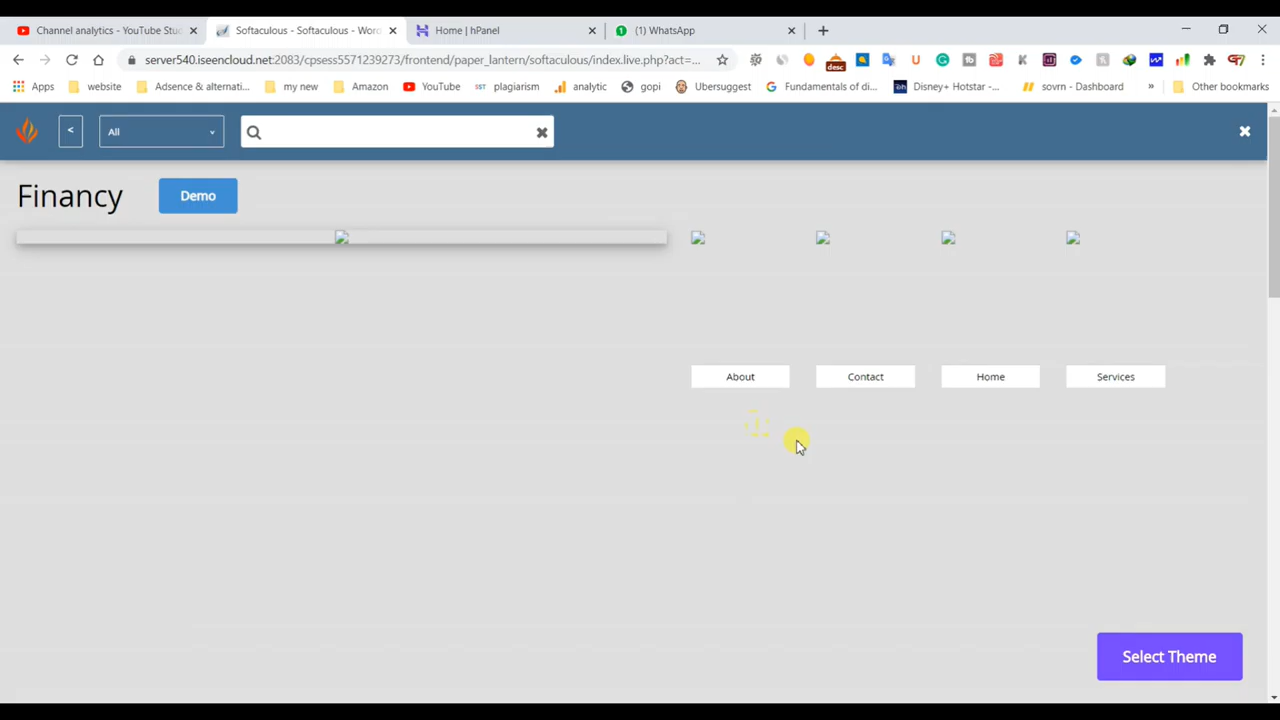 Channel analytics - YouTube Stu
Softaculous - Softaculous - Wor
Home | hPanel
(1) WhatsApp
server540.iseencloud.net:2083/cpsess5571239273/frontend/paper_lantern/softaculous/index.live.php?act=...
Apps
website
Adsence & alternati...
my new
Amazon
YouTube
plagiarism
analytic
gopi
Ubersuggest
Fundamentals of di...
Disney+ Hotstar -...
sovrn - Dashboard
»
Other bookmarks
<
All
Financy
Demo
About
Contact
Home
Services
Select Theme